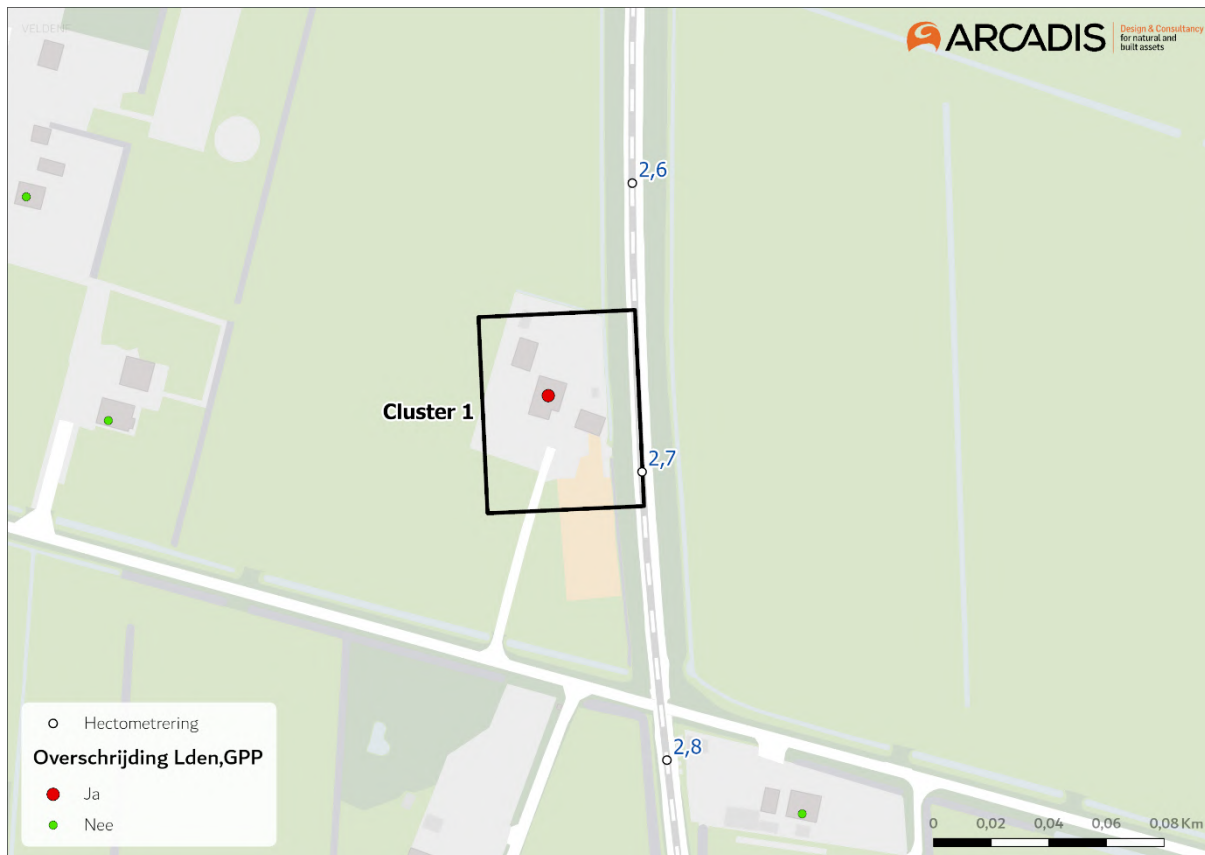 VELDEN
ARCADIS
Design & Consultancy
for natural and
built assets
2,6
Cluster 1
2,7
2,8
Hectometrering
Overschrijding Lden,GPP
Ja
Nee
0 0,02 0,04 0,06 0,08 Km